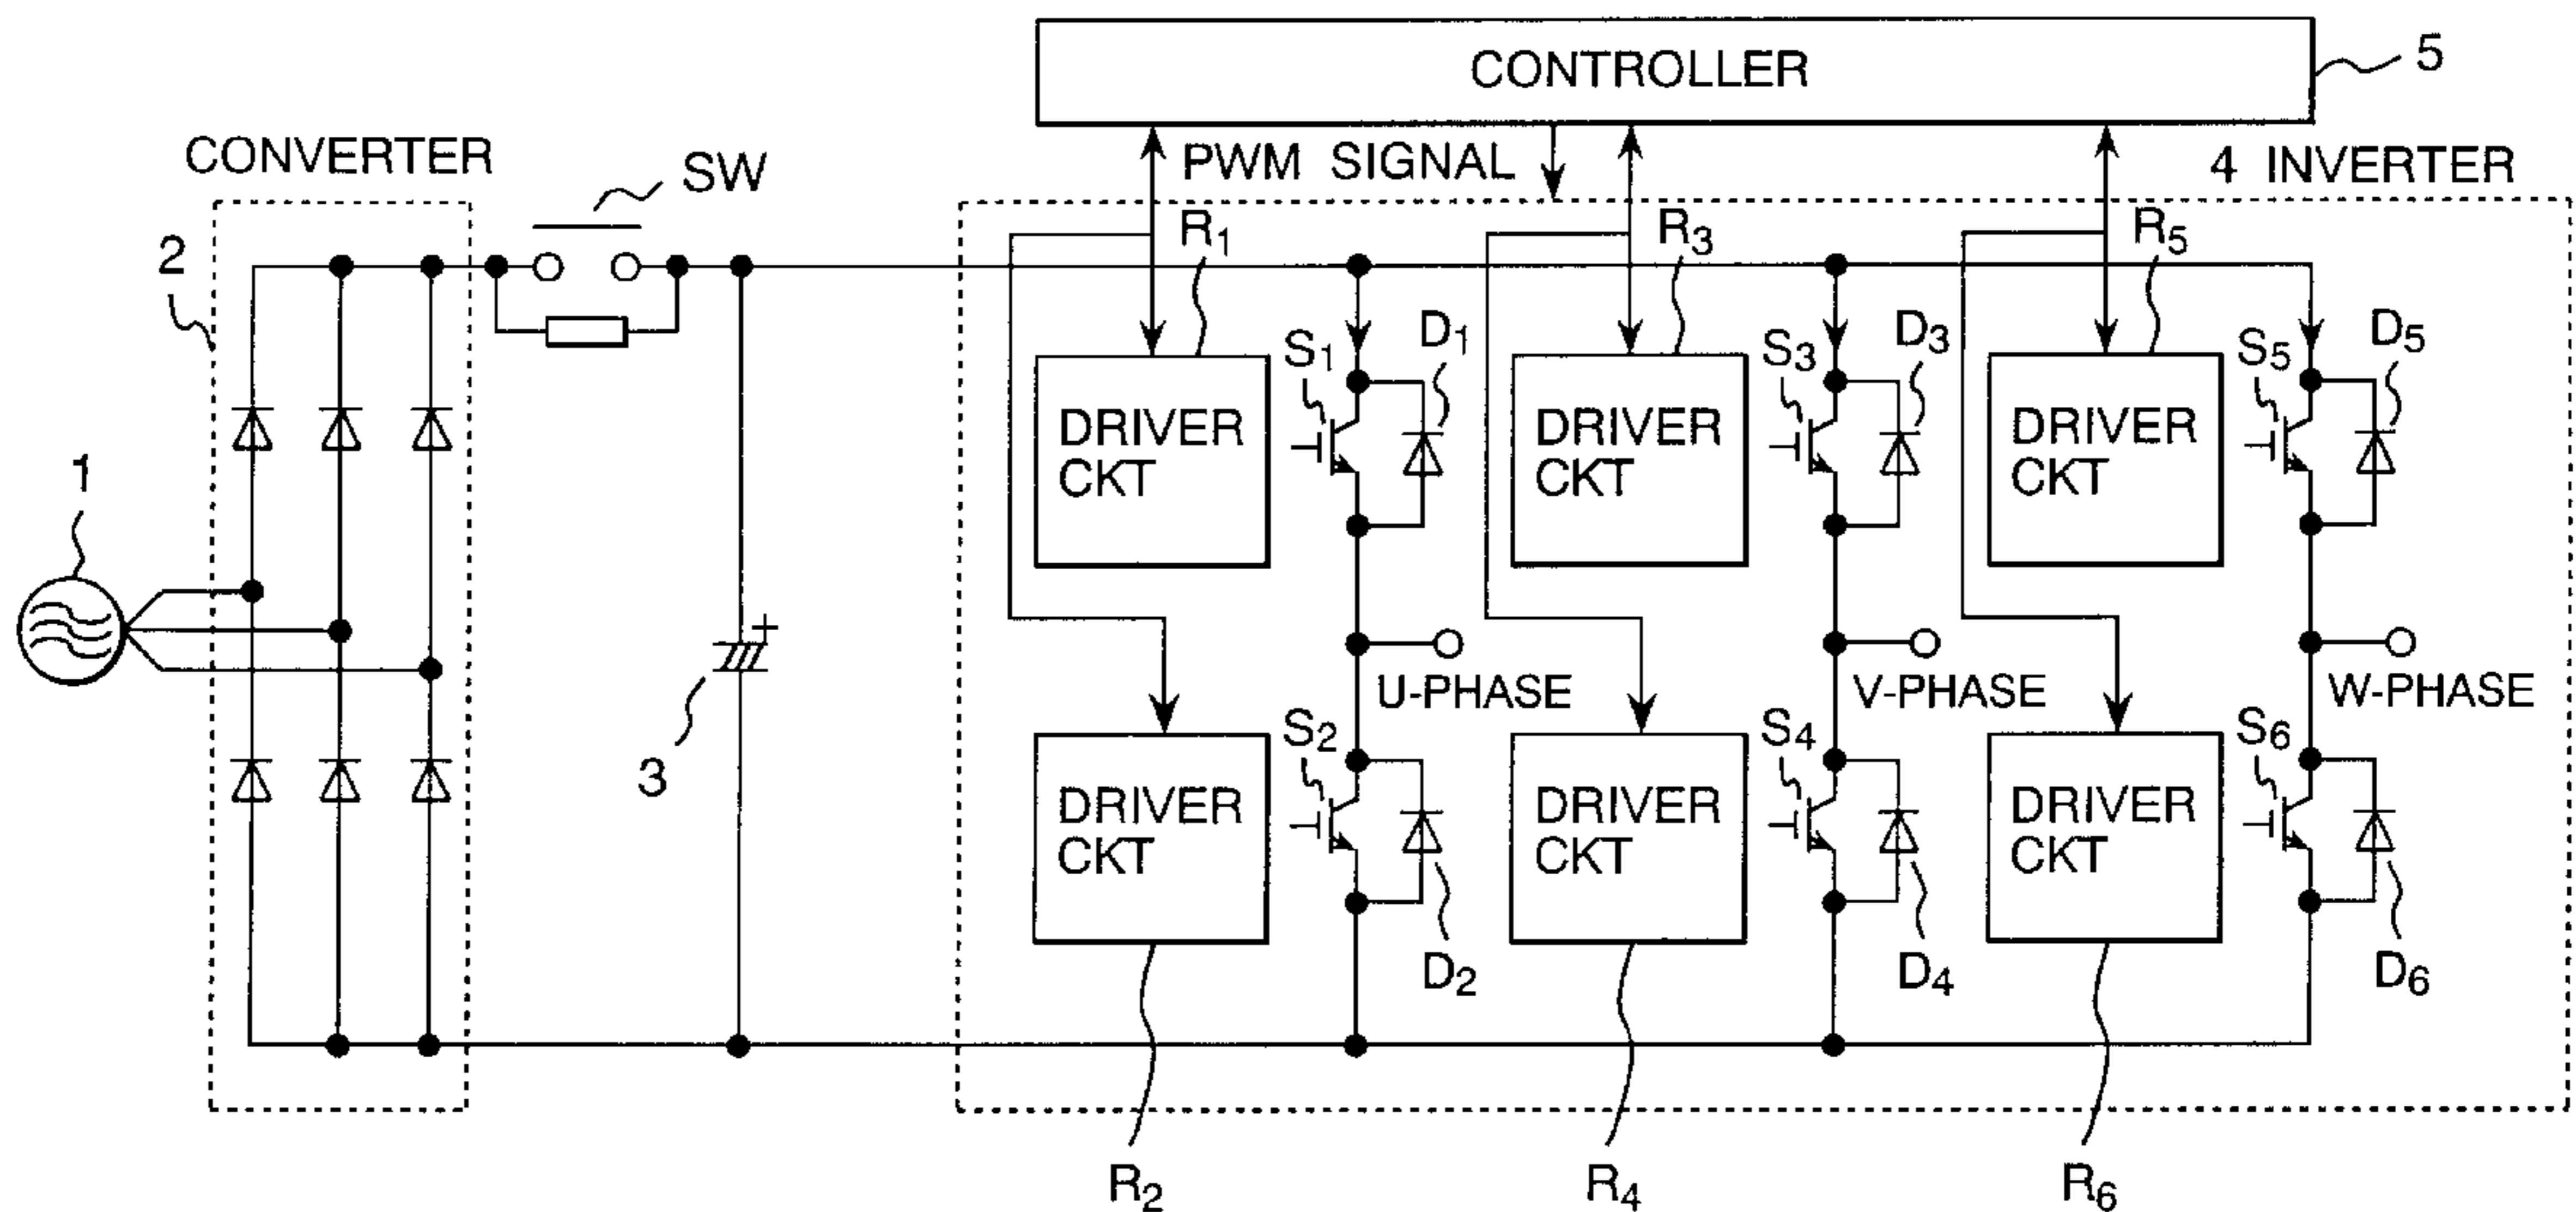 CONTROLLER
5
CONVERTER
SW
PWM SIGNAL
4 INVERTER
2
R1
R3
R5
S1
D1
S3
D3
S5
D5
DRIVER
CKT
DRIVER
CKT
DRIVER
CKT
1
+
3
U-PHASE
V-PHASE
W-PHASE
S2
S4
S6
DRIVER
CKT
DRIVER
CKT
DRIVER
CKT
D2
D4
D6
R2
R4
R6